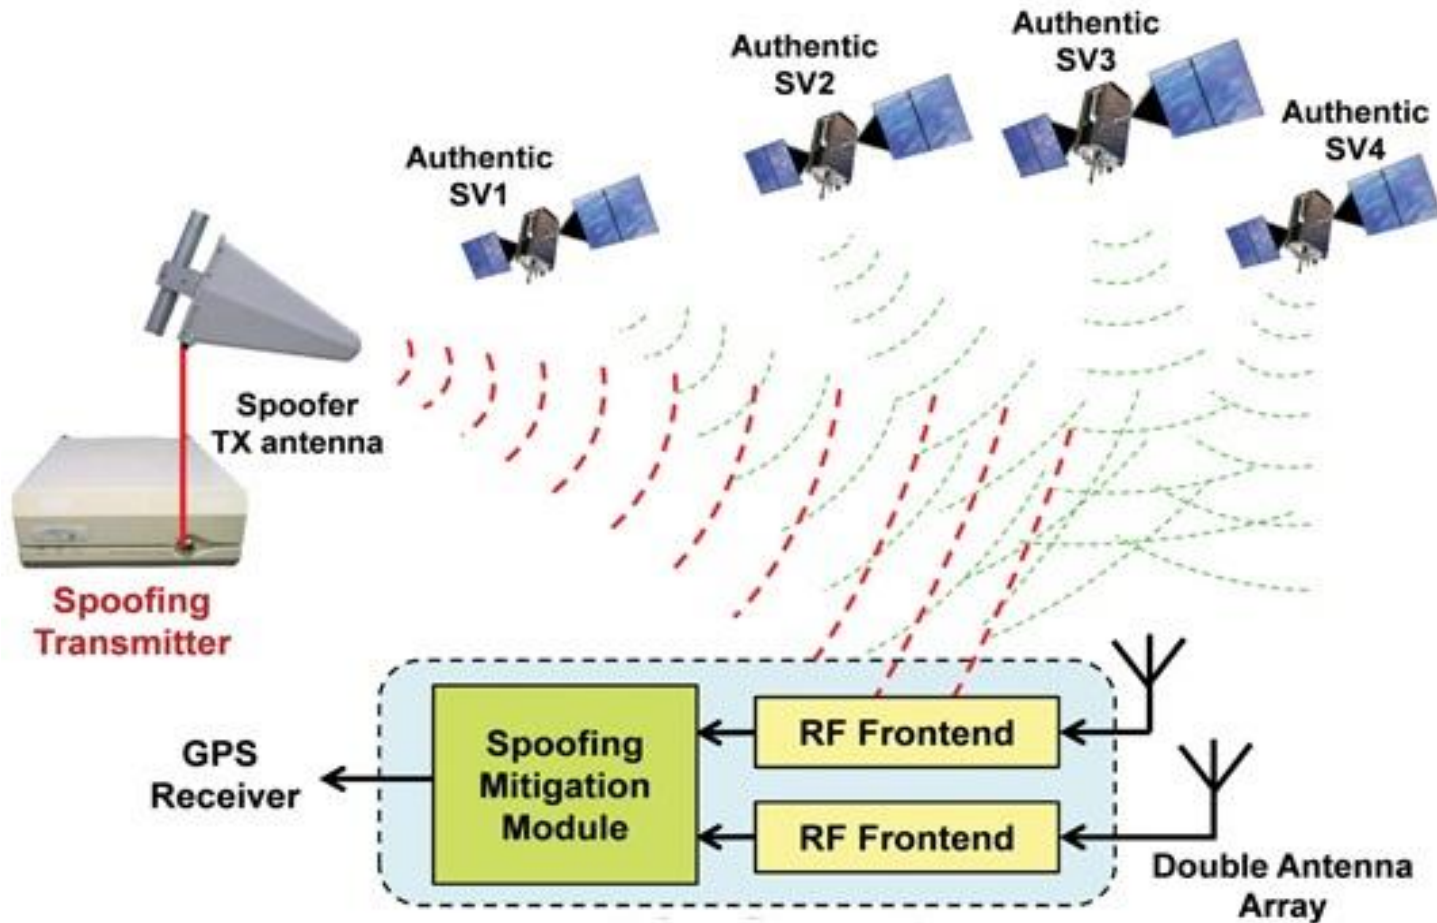 Authentic
SV1
Authentic
SV2
Authentic
SV3
Authentic
SV4
Spoofer
TX antenna
Spoofing
Transmitter
GPS
Receiver
Spoofing
Mitigation
Module
RF Frontend
RF Frontend
Double Antenna
Array